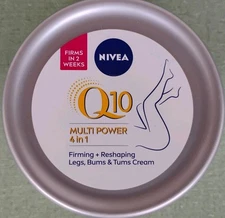 FIRMS
IN 2
WEEKS
NIVEA
Q10
MULTI POWER
4 in 1
Firming + Reshaping
Legs, Bums & Tums Cream